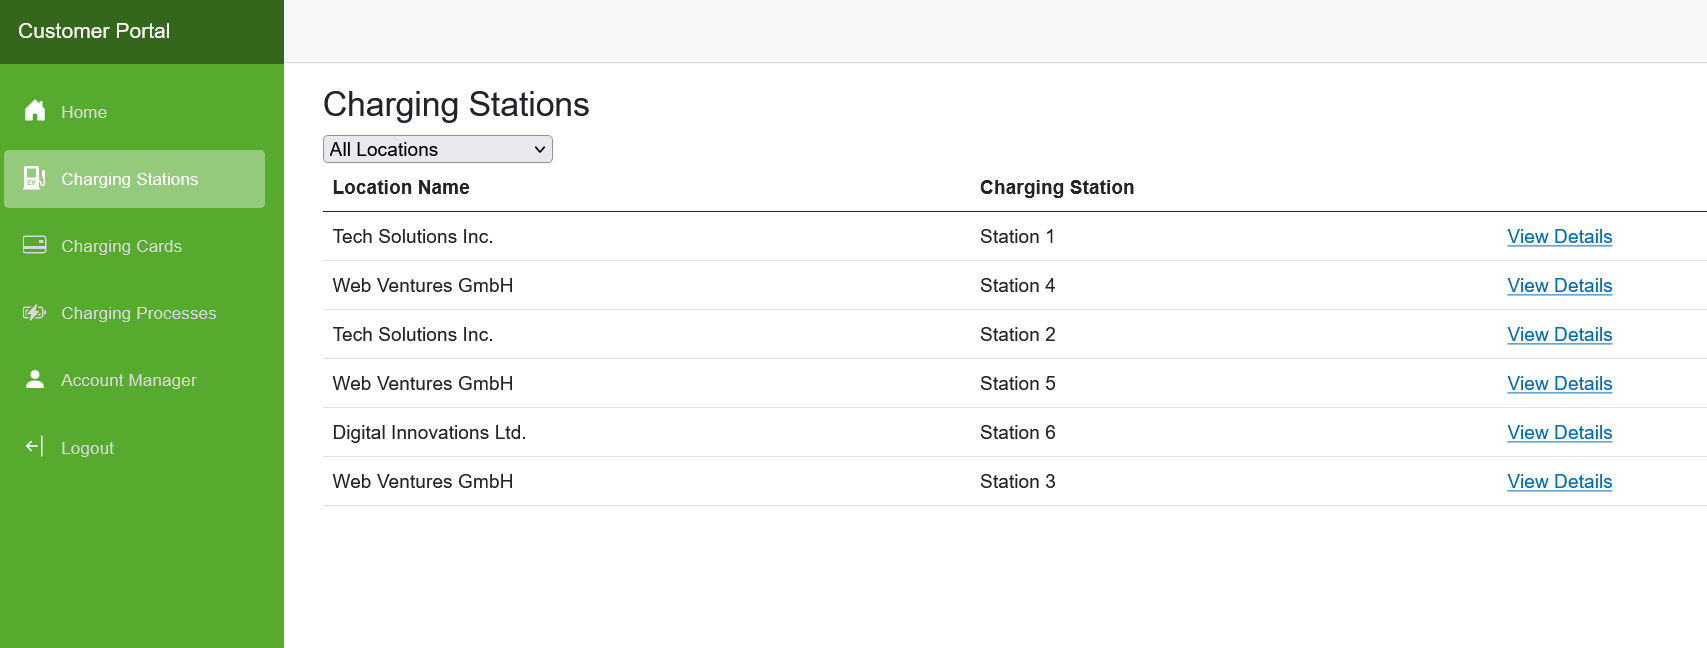 Customer Portal
Home
Charging Stations
Charging Cards
Charging Processes
Account Manager
Logout
Charging Stations
All Locations
Location Name Charging Station
Tech Solutions Inc. Station 1 View Details
Web Ventures GmbH Station 4 View Details
Tech Solutions Inc. Station 2 View Details
Web Ventures GmbH Station 5 View Details
Digital Innovations Ltd. Station 6 View Details
Web Ventures GmbH Station 3 View Details